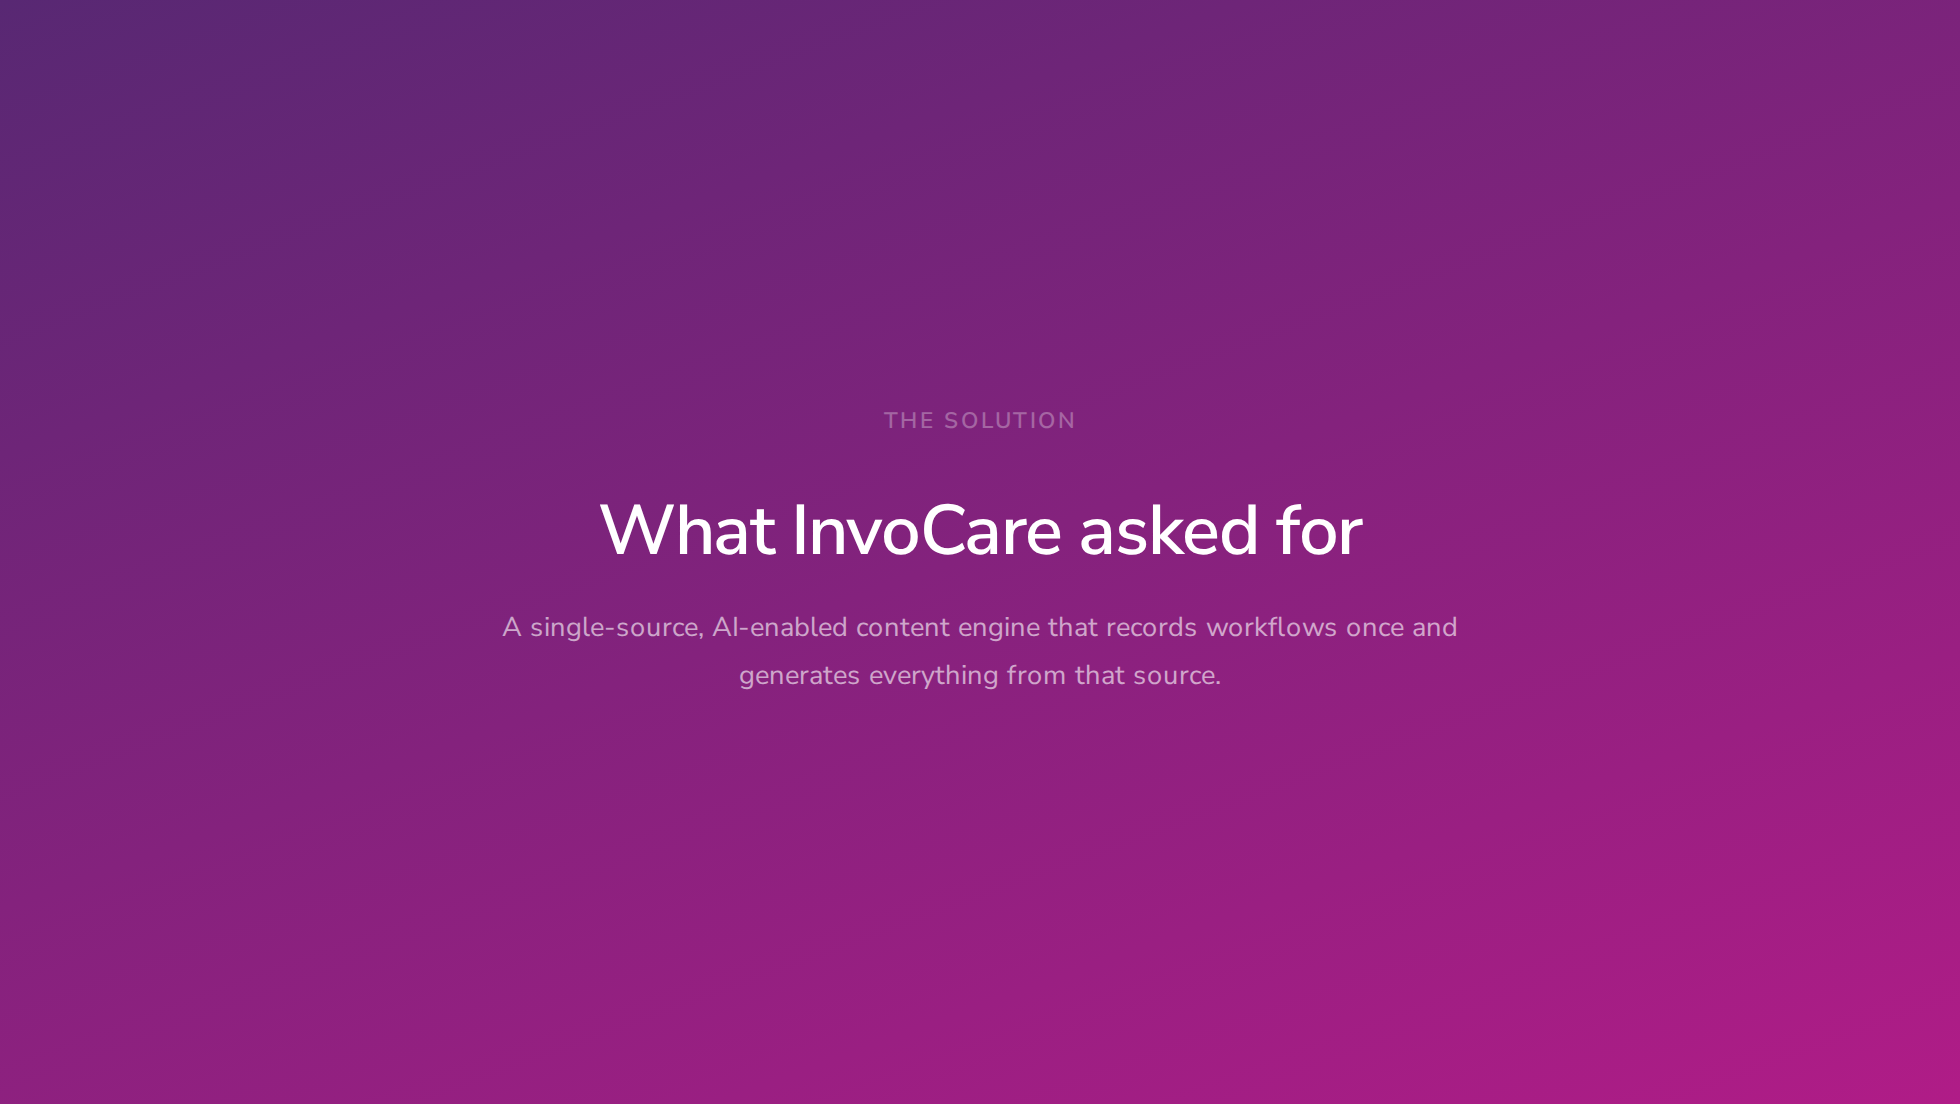 THE SOLUTION
What InvoCare asked for
A single-source, AI-enabled content engine that records workflows once and
generates everything from that source.